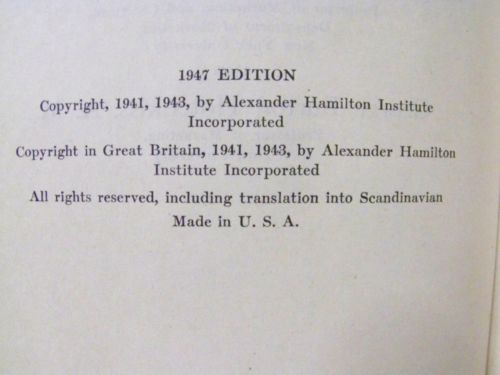 1947 EDITION
Copyright, 1941, 1943, by Alexander Hamilton Institute
Incorporated
Copyright in Great Britain, 1941, 1943, by Alexander Hamilton
Institute Incorporated
All rights reserved, including translation into Scandinavian
Made in U. S. A.